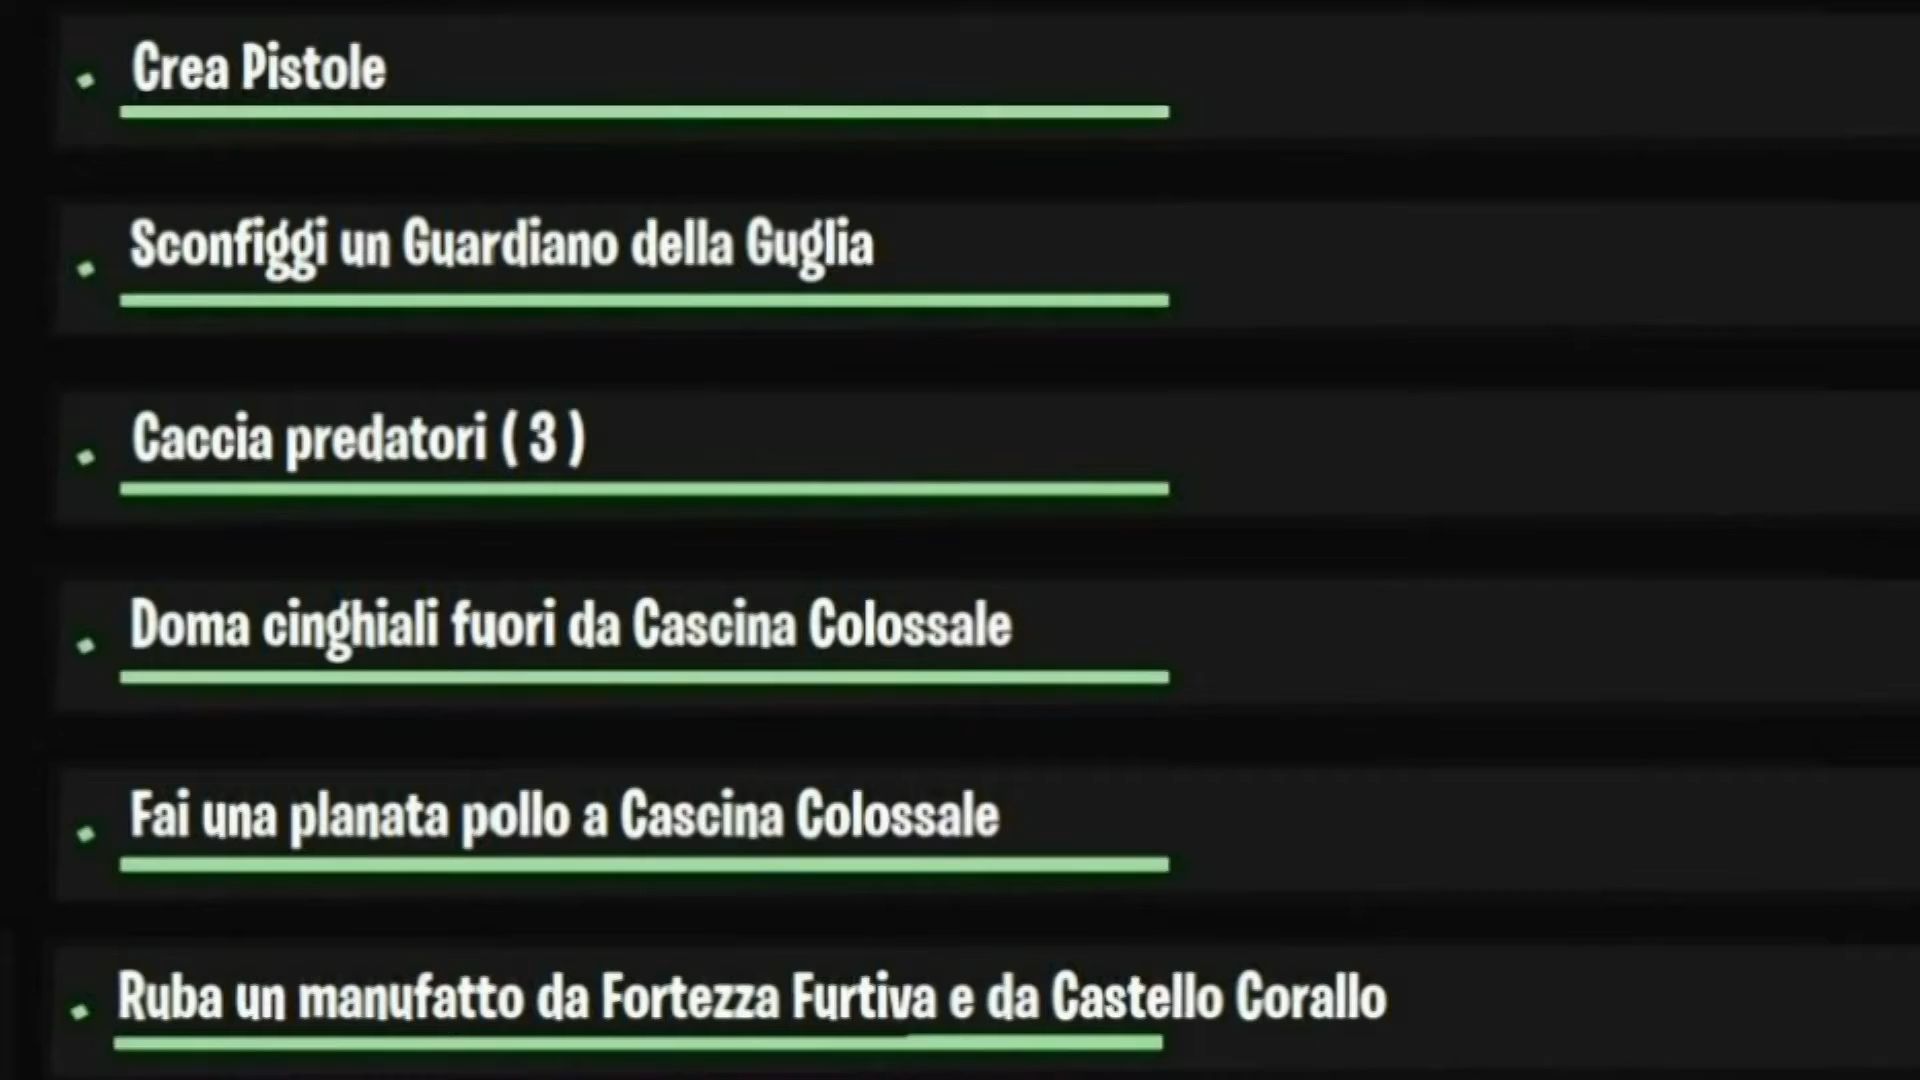 Crea Pistole
Sconfiggi un Guardiano della Guglia
Caccia predatori ( 3 )
Doma cinghiali fuori da Cascina Colossale
Fai una planata pollo a Cascina Colossale
Ruba un manufatto da Fortezza Furtiva e da Castello Corallo